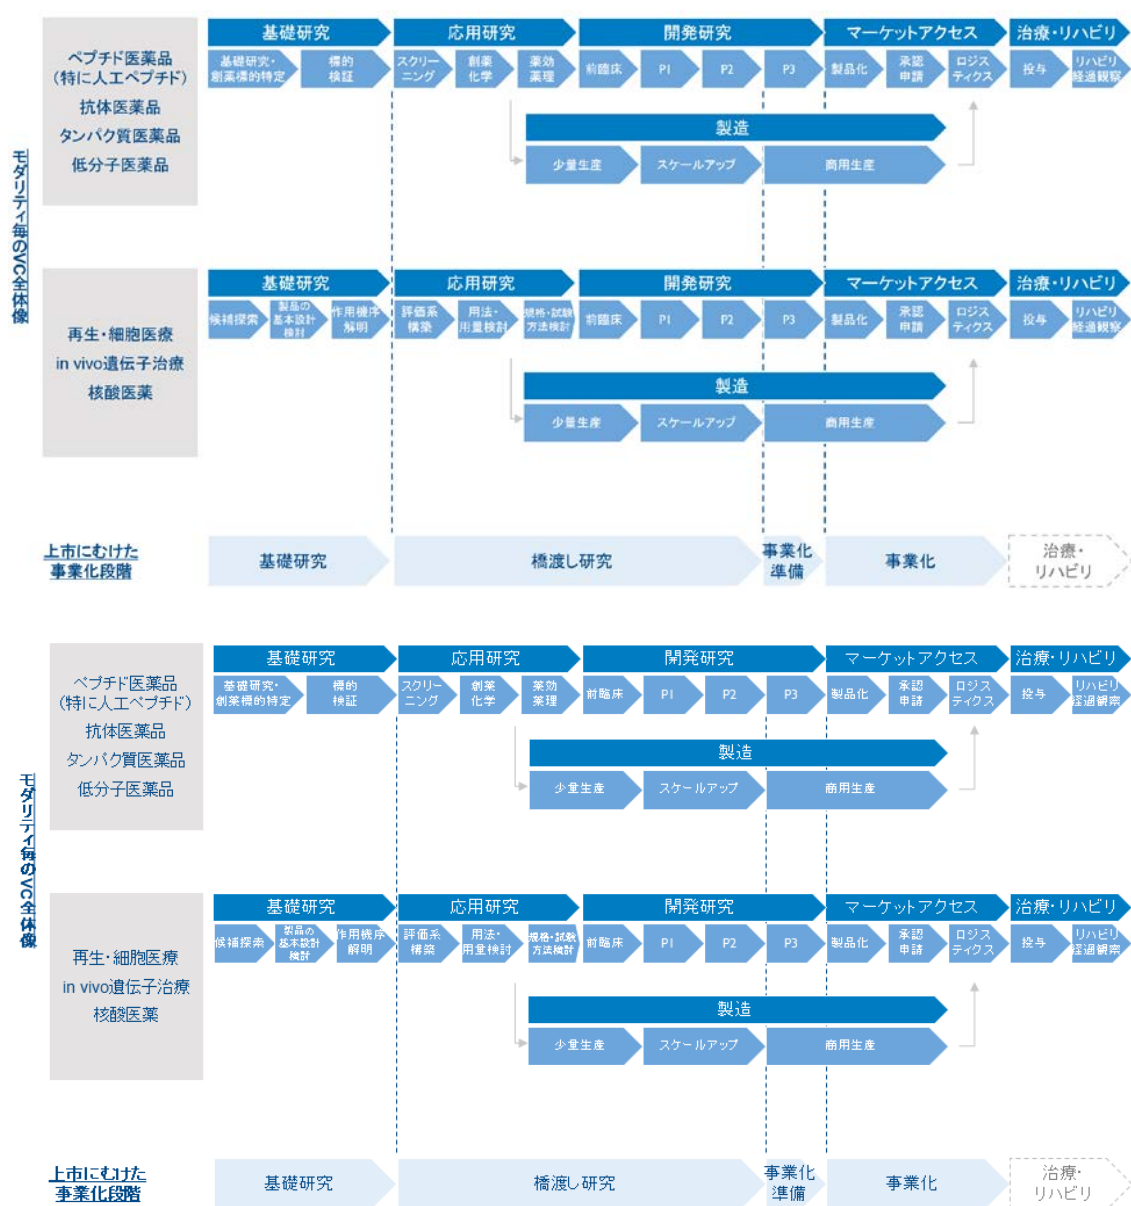 モダリティ毎のVC全体像
ペプチド医薬品
(特に人工ペプチド)
抗体医薬品
タンパク質医薬品
低分子医薬品
基礎研究
応用研究
開発研究
マーケットアクセス
治療・リハビリ
基礎研究・
創薬標的特定
標的
検証
スクリー
ニング
創薬
化学
薬効
薬理
前臨床
P1
P2
P3
製品化
承認
申請
ロジス
ティクス
投与
リハビリ
経過観察
製造
少量生産
スケールアップ
商用生産
再生・細胞医療
in vivo遺伝子治療
核酸医薬
基礎研究
応用研究
開発研究
マーケットアクセス
治療・リハビリ
候補探索
製品の
基本設計
検討
作用機序
解明
評価系
構築
用法・
用量検討
規格・試験
方法検討
前臨床
P1
P2
P3
製品化
承認
申請
ロジス
ティクス
投与
リハビリ
経過観察
製造
少量生産
スケールアップ
商用生産
上市にむけた
事業化段階
基礎研究
橋渡し研究
事業化
準備
事業化
治療・
リハビリ
モダリティ毎のVC全体像
ペプチド医薬品
(特に人工ペプチド)
抗体医薬品
タンパク質医薬品
低分子医薬品
基礎研究
応用研究
開発研究
マーケットアクセス
治療・リハビリ
基礎研究・
創薬標的特定
標的
検証
スクリー
ニング
創薬
化学
薬効
薬理
前臨床
P1
P2
P3
製品化
承認
申請
ロジス
ティクス
投与
リハビリ
経過観察
製造
少量生産
スケールアップ
商用生産
再生・細胞医療
in vivo遺伝子治療
核酸医薬
基礎研究
応用研究
開発研究
マーケットアクセス
治療・リハビリ
候補探索
製品の
基本設計
検討
作用機序
解明
評価系
構築
用法・
用量検討
規格・試験
方法検討
前臨床
P1
P2
P3
製品化
承認
申請
ロジス
ティクス
投与
リハビリ
経過観察
製造
少量生産
スケールアップ
商用生産
上市にむけた
事業化段階
基礎研究
橋渡し研究
事業化
準備
事業化
治療・
リハビリ